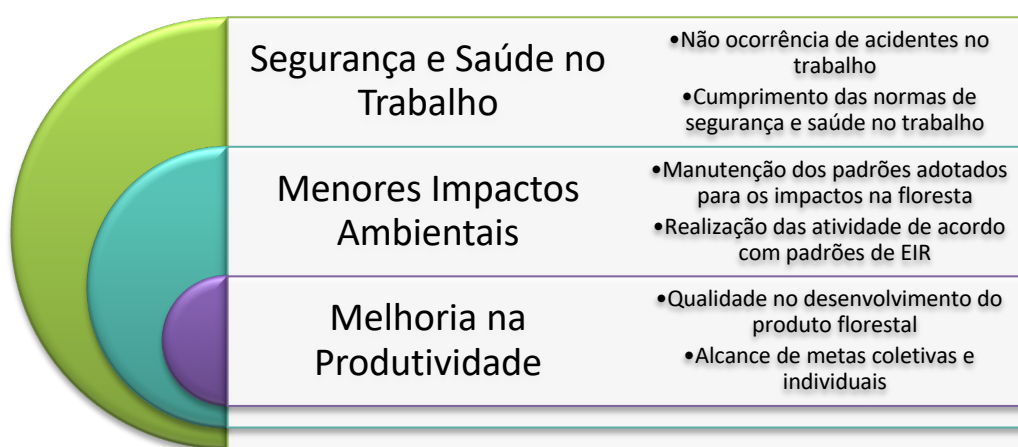 Segurança e Saúde no
Trabalho
•Não ocorrência de acidentes no
trabalho
•Cumprimento das normas de
segurança e saúde no trabalho
Menores Impactos
Ambientais
•Manutenção dos padrões adotados
para os impactos na floresta
•Realização das atividade de acordo
com padrões de EIR
Melhoria na
Produtividade
•Qualidade no desenvolvimento do
produto florestal
•Alcance de metas coletivas e
individuais